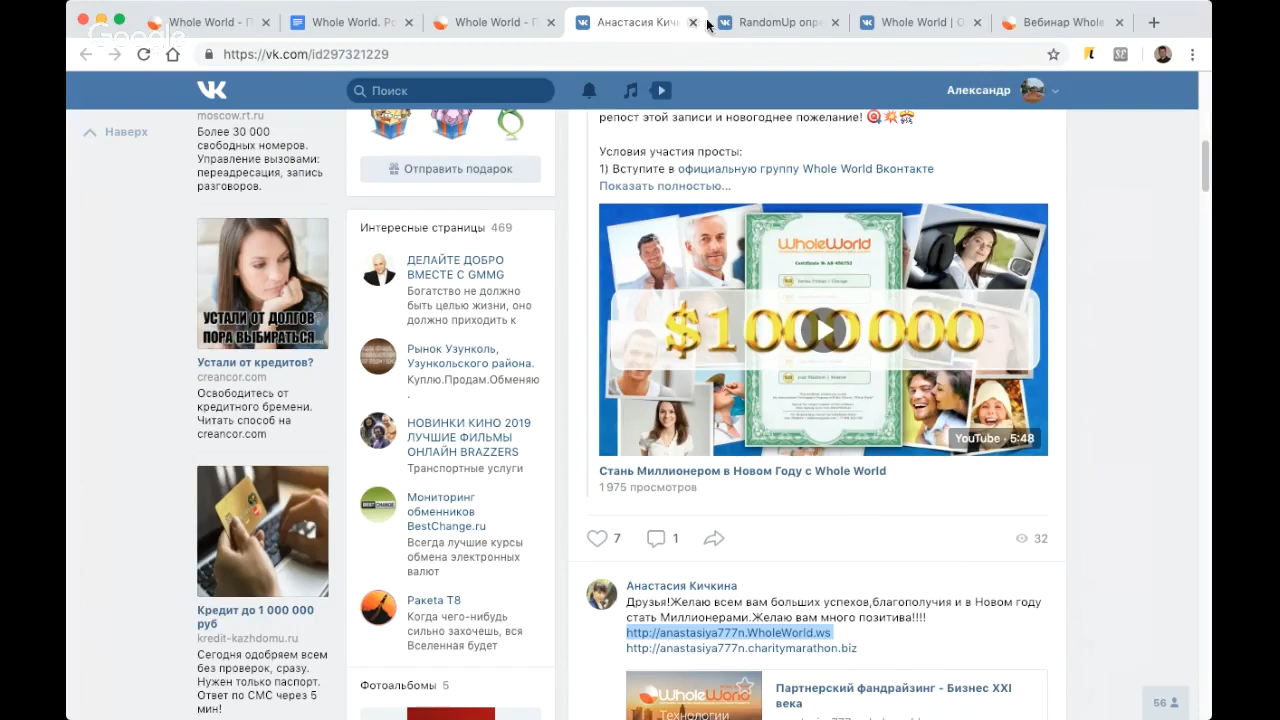 Whole World - П
Whole World. Ро
Whole World - П
Анастасия Кичк
RandomUp опре
Whole World | О
Вебинар Whole
Google
https://vk.com/id297321229
Поиск
Александр
Наверх
moscow.rt.ru
Более 30 000
свободных номеров.
Управление вызовами:
переадресация, запись
разговоров.
УСТАЛИ ОТ ДОЛГОВ?
ПОРА ВЫБИРАТЬСЯ
Устали от кредитов?
creancor.com
Освободитесь от
кредитного бремени.
Читать способ на
creancor.com
Кредит до 1 000 000
руб
kredit-kazhdomu.ru
Сегодня одобряем всем
без проверок, сразу.
Нужен только паспорт.
Ответ по СМС через 5
мин!
Отправить подарок
Интересные страницы 469
ДЕЛАЙТЕ ДОБРО
ВМЕСТЕ С GMMG
Богатство не должно
быть целью жизни, оно
должно приходить к
Рынок Узунколь,
Узункольского района.
Куплю.Продам.Обменяю
.
НОВИНКИ КИНО 2019
ЛУЧШИЕ ФИЛЬМЫ
ОНЛАЙН BRAZZERS
Транспортные услуги
Мониторинг
обменников
BestChange.ru
Всегда лучшие курсы
обмена электронных
валют
Ракета Т8
Когда чего-нибудь
сильно захочешь, вся
Вселенная будет
Фотоальбомы 5
репост этой записи и новогоднее пожелание!
Условия участия просты:
1) Вступите в официальную группу Whole World Вконтакте
Показать полностью...
WholeWorld
$1000000
YouTube · 5:48
Стань Миллионером в Новом Году с Whole World
1 975 просмотров
7
1
32
Анастасия Кичкина
Друзья!Желаю всем вам больших успехов,благополучия и в Новом году
стать Миллионерами.Желаю вам много позитива!!!!
http://anastasiya777n.WholeWorld.ws
http://anastasiya777n.charitymarathon.biz
WholeWorld
Технологии
Партнерский фандрайзинг - Бизнес XXI
века
56